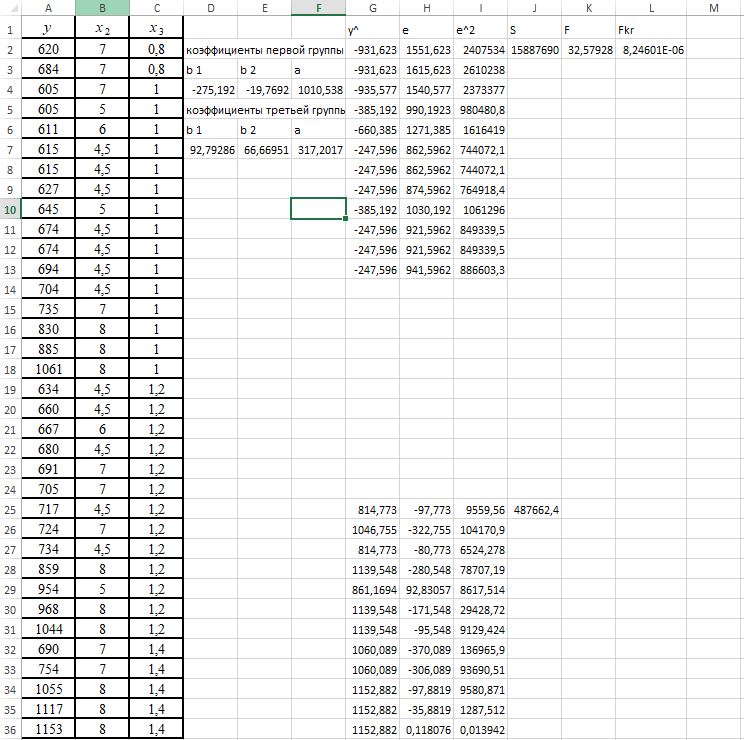 A B C D E F G H I J K L M
1 y x₂ x₃ y^ e e^2 S F Fkr
2 620 7 0,8 коэффициенты первой группы -931,623 1551,623 2407534 15887690 32,57928 8,24601E-06
3 684 7 0,8 b 1 b 2 a -931,623 1615,623 2610238
4 605 7 1 -275,192 -19,7692 1010,538 -935,577 1540,577 2373377
5 605 5 1 коэффициенты третьей группы -385,192 990,1923 980480,8
6 611 6 1 b 1 b 2 a -660,385 1271,385 1616419
7 615 4,5 1 92,79286 66,66951 317,2017 -247,596 862,5962 744072,1
8 615 4,5 1 -247,596 862,5962 744072,1
9 627 4,5 1 -247,596 874,5962 764918,4
10 645 5 1 -385,192 1030,192 1061296
11 674 4,5 1 -247,596 921,5962 849339,5
12 674 4,5 1 -247,596 921,5962 849339,5
13 694 4,5 1 -247,596 941,5962 886603,3
14 704 4,5 1
15 735 7 1
16 830 8 1
17 885 8 1
18 1061 8 1
19 634 4,5 1,2
20 660 4,5 1,2
21 667 6 1,2
22 680 4,5 1,2
23 691 7 1,2
24 705 7 1,2
25 717 4,5 1,2 814,773 -97,773 9559,56 487662,4
26 724 7 1,2 1046,755 -322,755 104170,9
27 734 4,5 1,2 814,773 -80,773 6524,278
28 859 8 1,2 1139,548 -280,548 78707,19
29 954 5 1,2 861,1694 92,83057 8617,514
30 968 8 1,2 1139,548 -171,548 29428,72
31 1044 8 1,2 1139,548 -95,548 9129,424
32 690 7 1,4 1060,089 -370,089 136965,9
33 754 7 1,4 1060,089 -306,089 93690,51
34 1055 8 1,4 1152,882 -97,8819 9580,871
35 1117 8 1,4 1152,882 -35,8819 1287,512
36 1153 8 1,4 1152,882 0,118076 0,013942